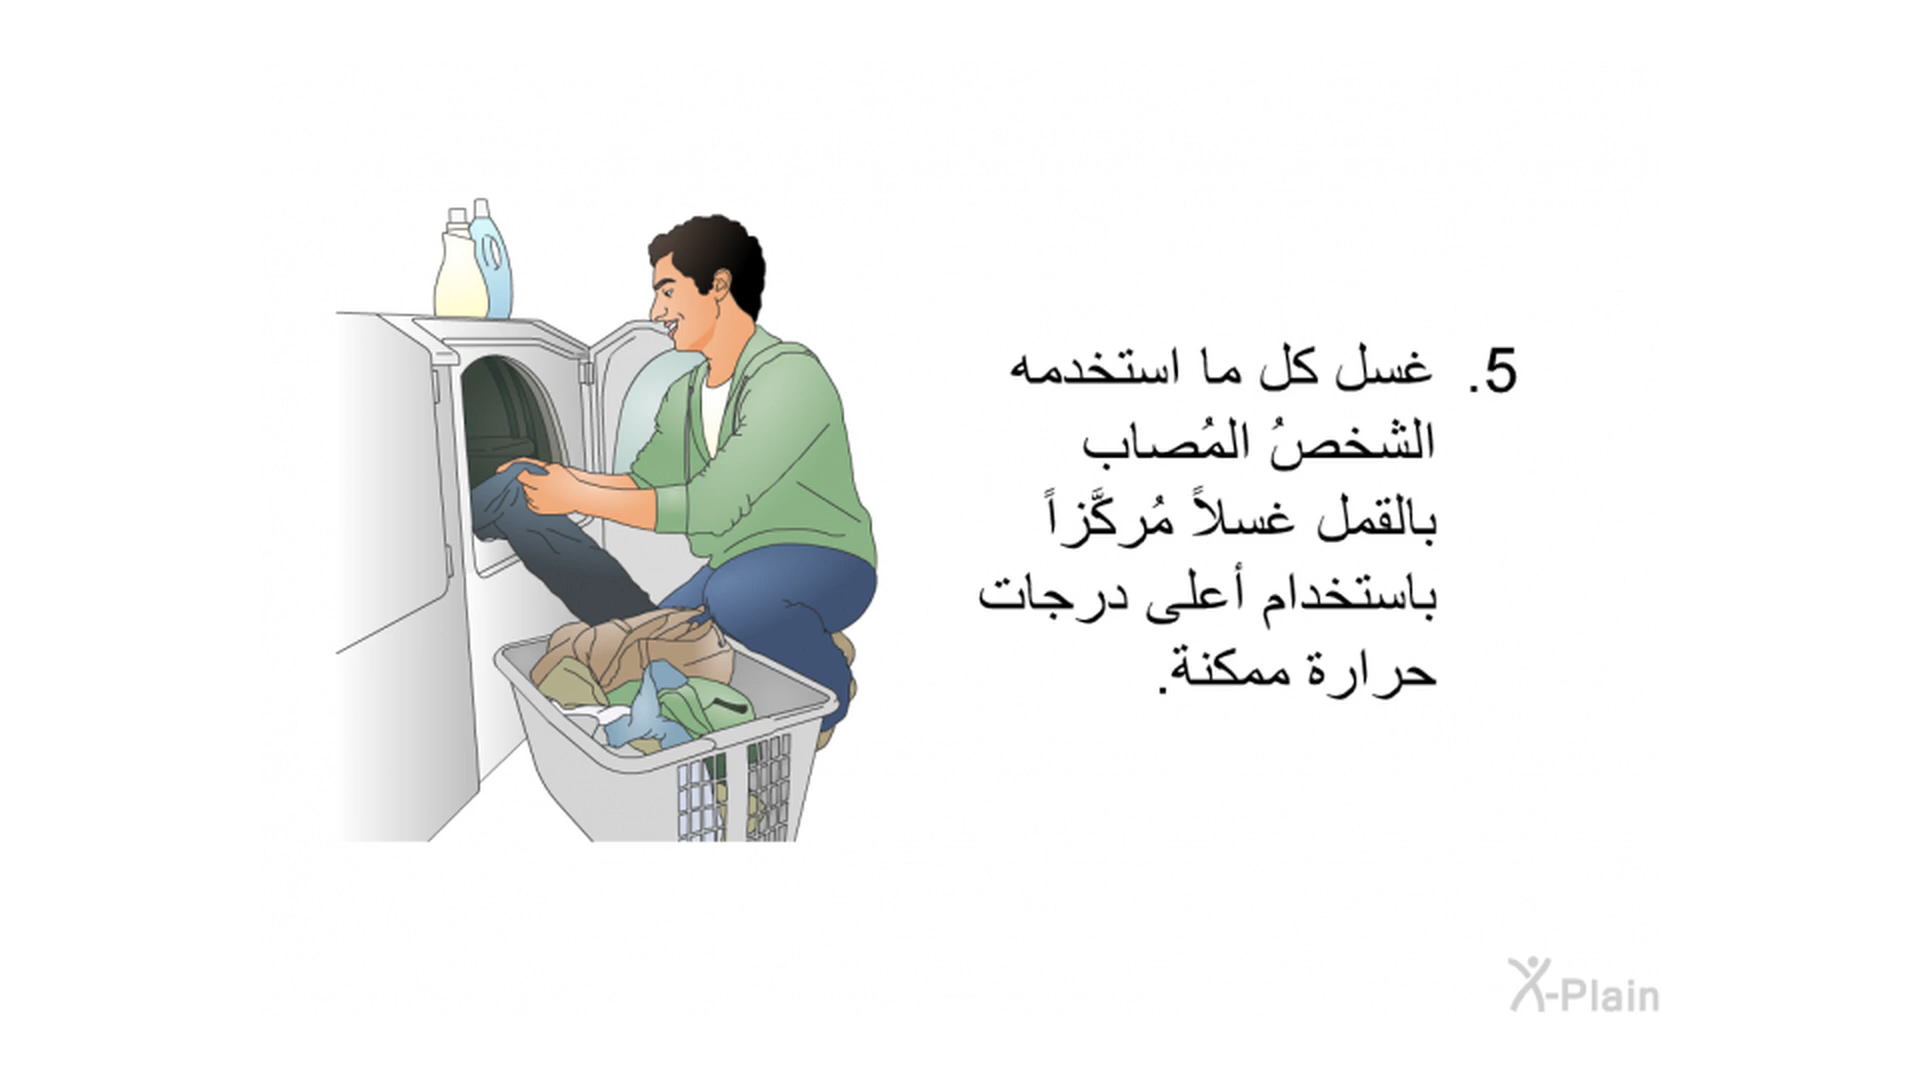 5. غسل كل ما استخدمه
الشخصُ المُصاب
بالقمل غسلاً مُركَّزاً
باستخدام أعلى درجات
حرارة ممكنة.
X-Plain